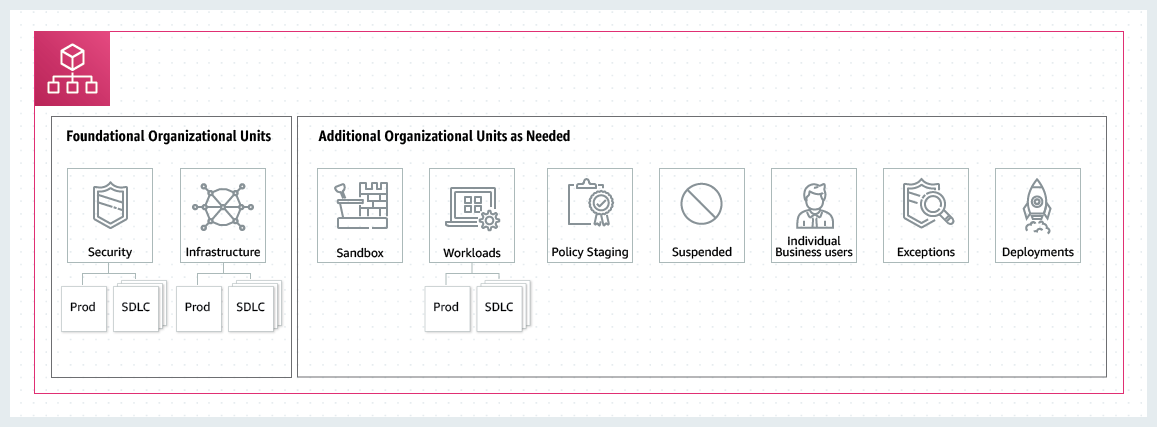 Foundational Organizational Units
Additional Organizational Units as Needed
Security
Infrastructure
Sandbox
Workloads
Policy Staging
Suspended
Individual
Business users
Exceptions
Deployments
Prod
SDLC
Prod
SDLC
Prod
SDLC